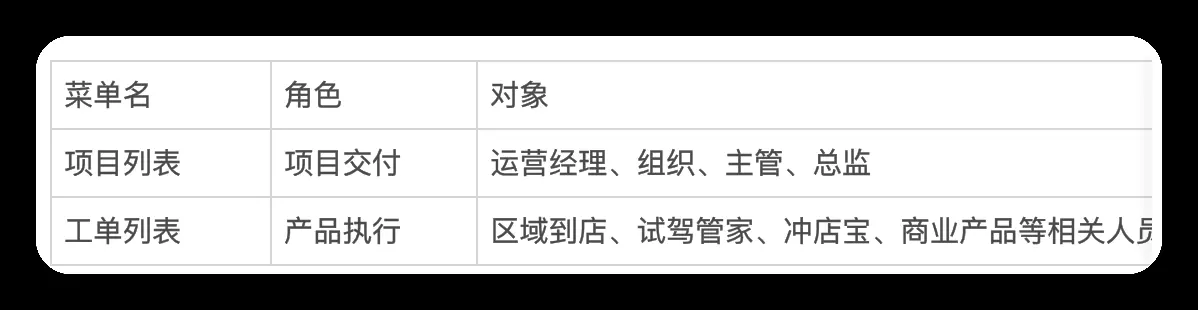 菜单名 角色 对象
项目列表 项目交付 运营经理、组织、主管、总监
工单列表 产品执行 区域到店、试驾管家、冲店宝、商业产品等相关人员